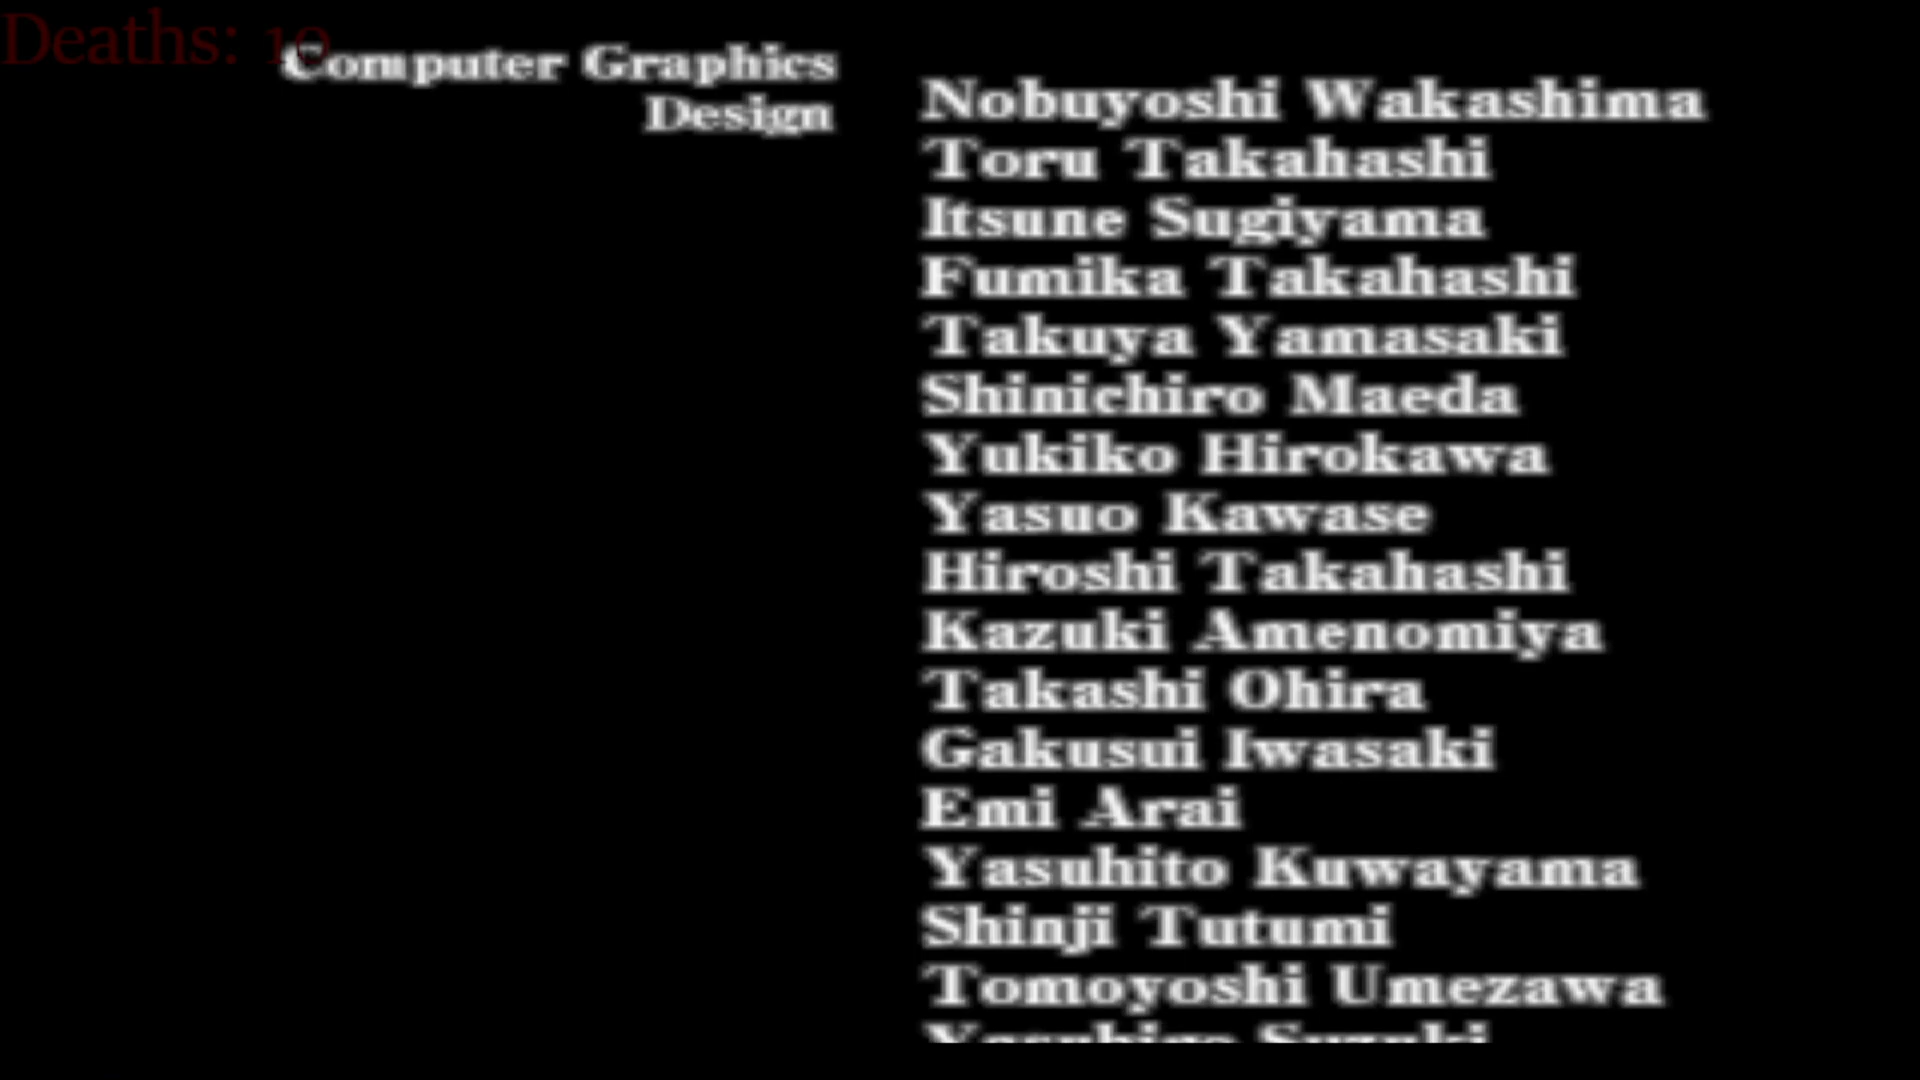 Deaths: 10
Computer Graphics
Design
Nobuyoshi Wakashima
Toru Takahashi
Itsune Sugiyama
Fumika Takahashi
Takuya Yamasaki
Shinichiro Maeda
Yukiko Hirokawa
Yasuo Kawase
Hiroshi Takahashi
Kazuki Amenomiya
Takashi Ohira
Gakusui Iwasaki
Emi Arai
Yasuhito Kuwayama
Shinji Tutumi
Tomoyoshi Umezawa
Suzuki